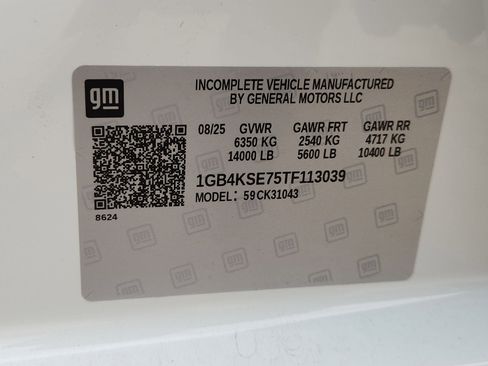 gm
INCOMPLETE VEHICLE MANUFACTURED
BY GENERAL MOTORS LLC
08/25 GVWR GAWR FRT GAWR RR
6350 KG 2540 KG 4717 KG
14000 LB 5600 LB 10400 LB
1GB4KSE75TF113039
MODEL: 59CK31043
8624